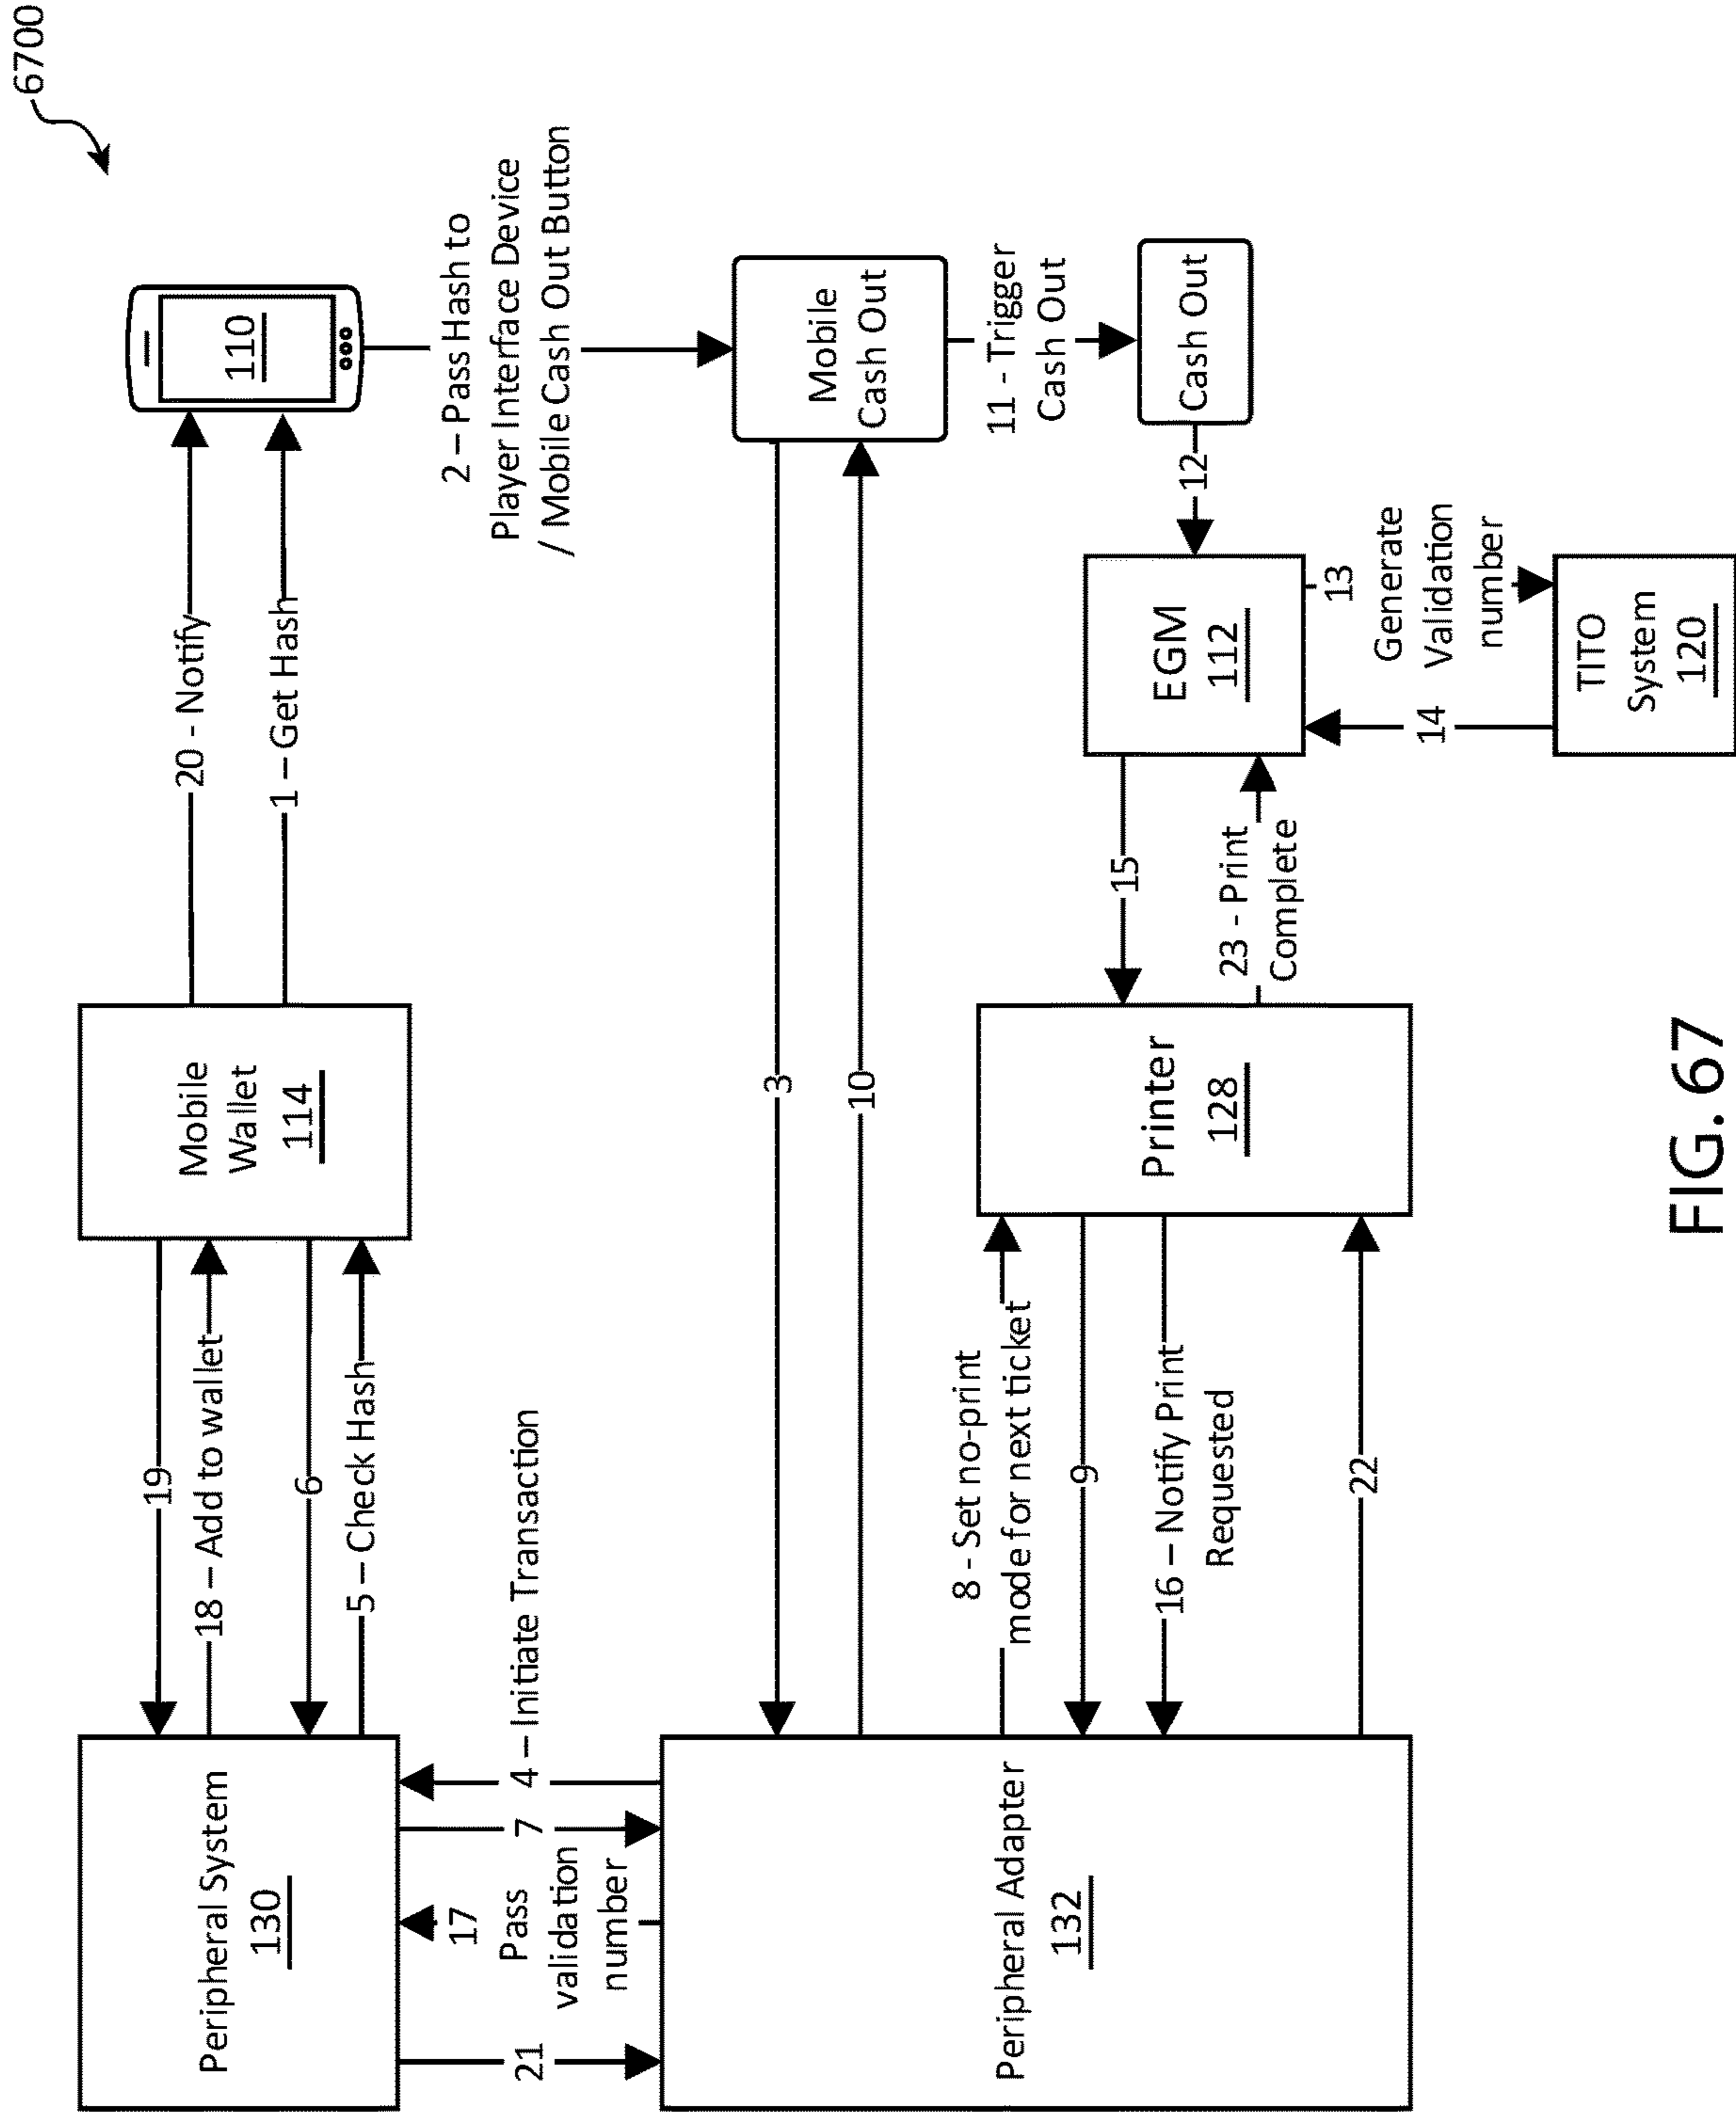 6700
110
20 - Notify
1 – Get Hash
2 – Pass Hash to
Player Interface Device
/ Mobile Cash Out Button
Mobile
Wallet
114
19
18 – Add to wallet
6
5 – Check Hash
Peripheral System
130
4 – Initiate Transaction
7
17
Pass
validation
number
21
Peripheral Adapter
132
3
10
Mobile
Cash Out
11 - Trigger
Cash Out
Cash Out
12
EGM
112
13
Generate
Validation
number
14
TITO
System
120
15
23 - Print
Complete
Printer
128
8 - Set no-print
mode for next ticket
9
16 – Notify Print
Requested
22
FIG. 67